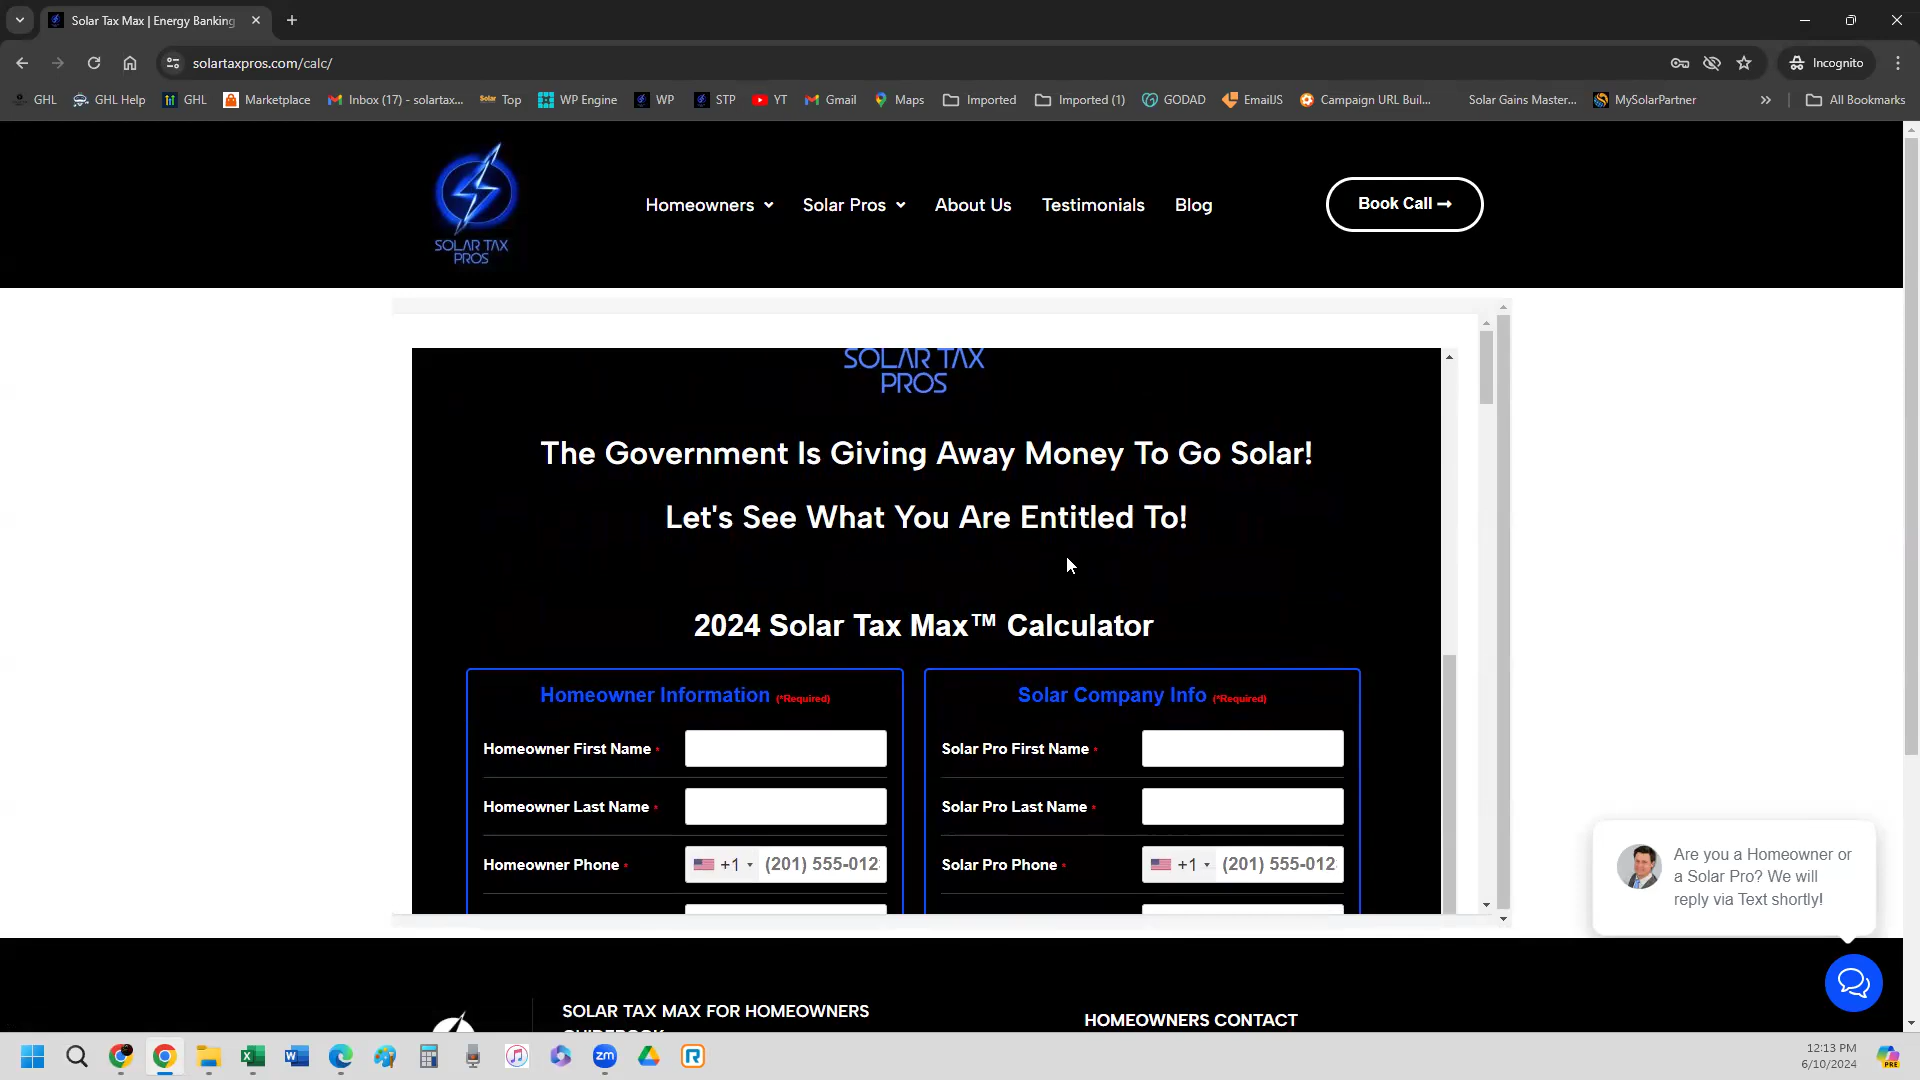 Solar Tax Max | Energy Banking
solartaxpros.com/calc/
Incognito
GHL
GHL Help
GHL
Marketplace
Inbox (17) - solartax...
Solar Top
WP Engine
WP
STP
YT
Gmail
Maps
Imported
Imported (1)
GODAD
EmailJS
Campaign URL Buil...
Solar Gains Master...
MySolarPartner
»
All Bookmarks
SOLAR TAX
PROS
Homeowners
Solar Pros
About Us
Testimonials
Blog
Book Call ➞
SOLAR TAX
PROS
The Government Is Giving Away Money To Go Solar!
Let's See What You Are Entitled To!
2024 Solar Tax Max™ Calculator
Homeowner Information (*Required)
Homeowner First Name *
Homeowner Last Name *
Homeowner Phone *
+1 (201) 555-012
Solar Company Info (*Required)
Solar Pro First Name *
Solar Pro Last Name *
Solar Pro Phone *
+1 (201) 555-012
Are you a Homeowner or
a Solar Pro? We will
reply via Text shortly!
SOLAR TAX MAX FOR HOMEOWNERS
GUIDEBOOK
HOMEOWNERS CONTACT
12:13 PM
6/10/2024